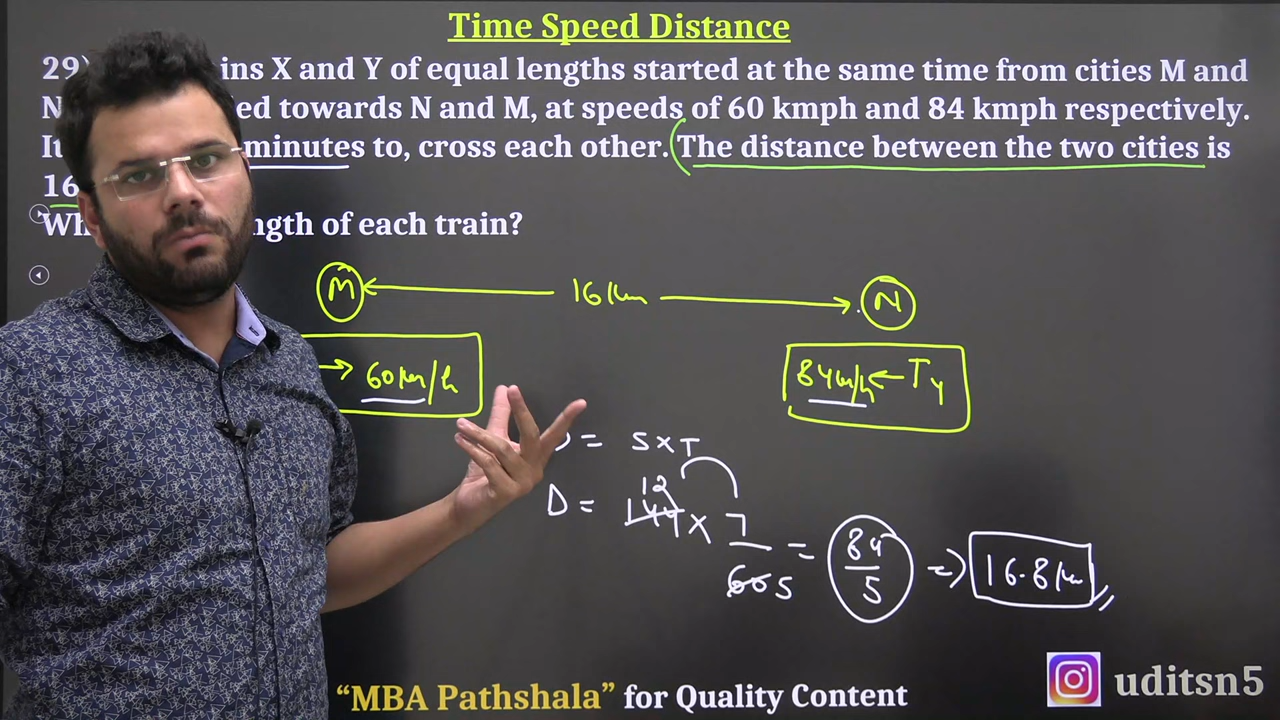 Time Speed Distance
29) ins X and Y of equal lengths started at the same time from cities M and
N ed towards N and M, at speeds of 60 kmph and 84 kmph respectively.
It minutes to, cross each other. (The distance between the two cities is
16
Wh ngth of each train?
M 16 km N
→ 60 km/h 84 km/h ← Ty
D = S × T
12
D = 144 × 7 / 60 5 = 84 / 5 ⇒ 16.8 km
"MBA Pathshala" for Quality Content
uditsn5